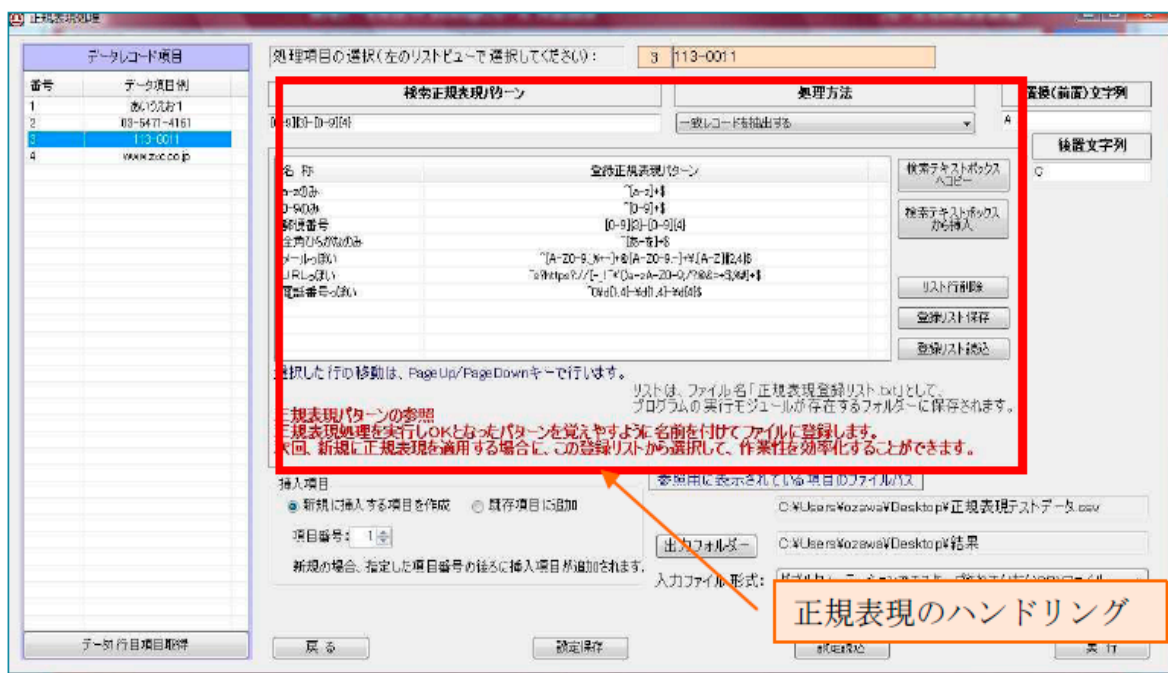 正規表現処理
データレコード項目
処理項目の選択(左のリストビューで選択してください):
3 113-0011
番号 データ項目例
1 あいうえお1
2 03-5471-4161
3 113-0011
4 www.zxc.co.jp
検索正規表現パターン 処理方法 置換(前置)文字列
[0-9]{3}-[0-9]{4} 一致レコードを抽出する A
後置文字列
C
名 称 登録正規表現パターン
a-zのみ ^[a-z]+$
0-9のみ ^[0-9]+$
郵便番号 [0-9]{3}-[0-9]{4}
全角ひらがなのみ ^[あ-を]+$
メールっぽい
URLっぽい
電話番号っぽい
検索テキストボックス
へコピー
検索テキストボックス
から挿入
リスト行削除
登録リスト保存
登録リスト読込
選択した行の移動は、PageUp/PageDownキーで行います。
リストは、ファイル名「正規表現登録リスト.txt」として、
プログラムの実行モジュールが存在するフォルダーに保存されます。
正規表現パターンの参照
正規表現処理を実行しOKとなったパターンを覚えやすように名前を付けてファイルに登録します。
次回、新規に正規表現を適用する場合に、この登録リストから選択して、作業性を効率化することができます。
挿入項目
新規に挿入する項目を作成 既存項目に追加
項目番号: 1
新規の場合、指定した項目番号の後ろに挿入項目が追加されます。
参照用に表示されている項目のファイルパス
C:¥Users¥ozawa¥Desktop¥正規表現テストデータ.csv
出力フォルダー C:¥Users¥ozawa¥Desktop¥結果
入力ファイル形式:
正規表現のハンドリング
データ1行目項目取得
戻 る
設定保存
設定読込
実 行